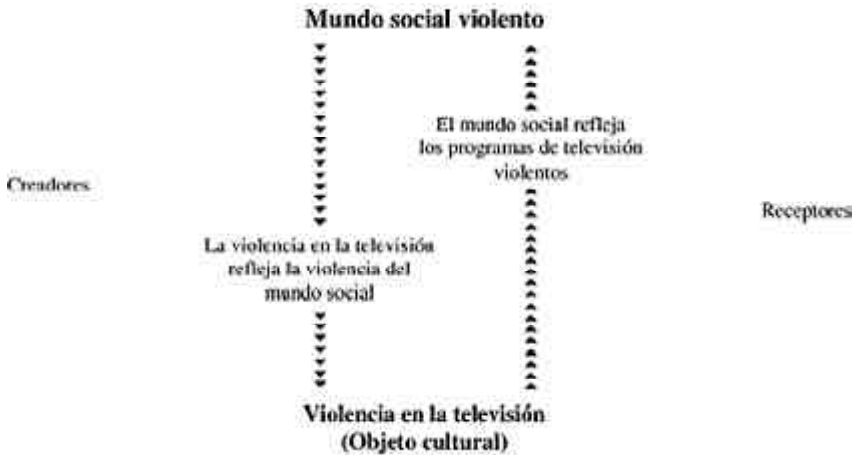 Mundo social violento
El mundo social refleja
los programas de televisión
violentos
Creadores
Receptores
La violencia en la televisión
refleja la violencia del
mundo social
Violencia en la televisión
(Objeto cultural)